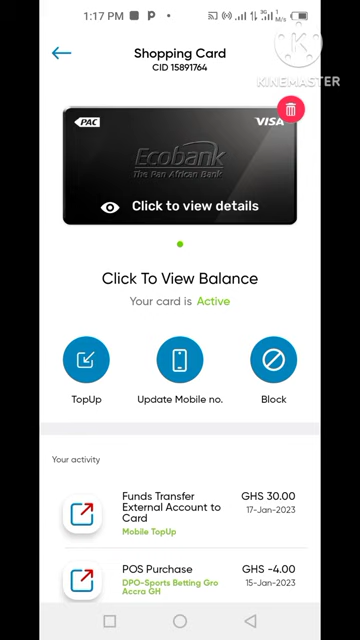 1:17 PM
3G
1
K/s
KINEMASTER
Shopping Card
CID 15891764
PAC
VISA
Ecobank
The Pan African Bank
Click to view details
Click To View Balance
Your card is Active
TopUp
Update Mobile no.
Block
Your activity
Funds Transfer
External Account to
Card
GHS 30.00
17-Jan-2023
Mobile TopUp
POS Purchase
GHS -4.00
15-Jan-2023
DPO-Sports Betting Gro
Accra GH